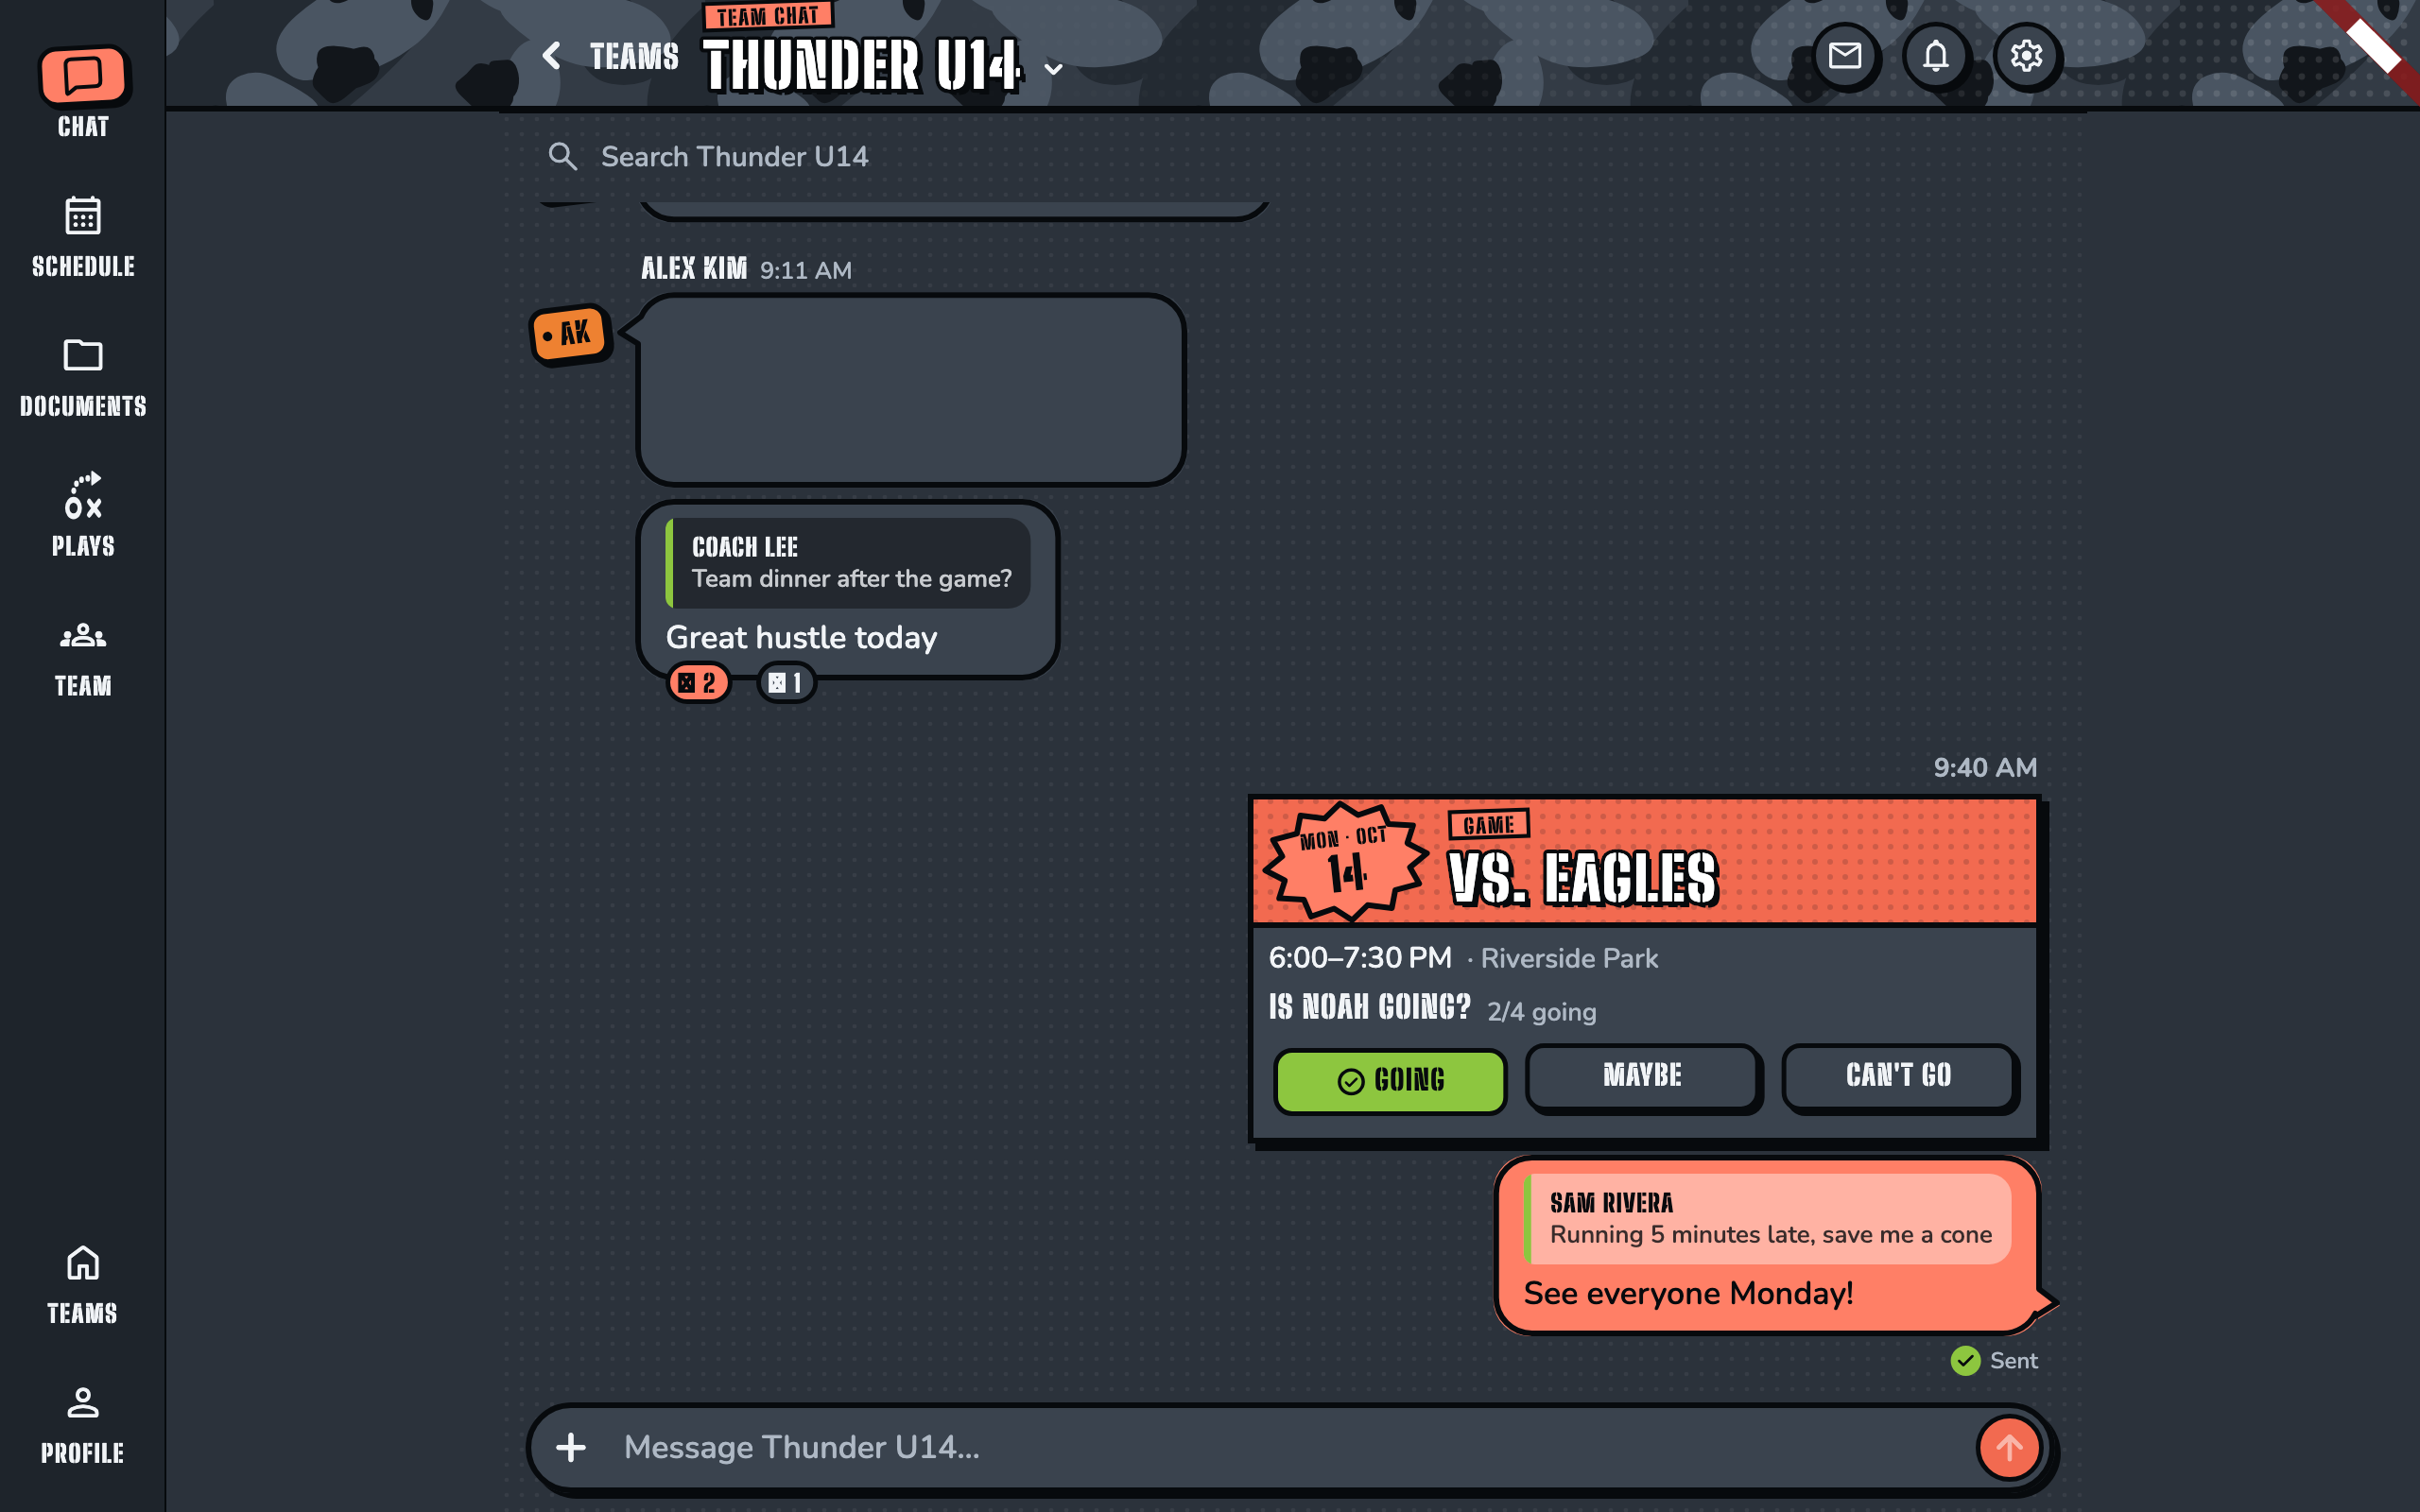 TEAM CHAT
TEAMS
THUNDER U14
CHAT
SCHEDULE
DOCUMENTS
PLAYS
TEAM
TEAMS
PROFILE
Search Thunder U14
ALEX KIM 9:11 AM
AK
COACH LEE
Team dinner after the game?
Great hustle today
2
1
9:40 AM
MON · OCT
14
GAME
VS. EAGLES
6:00–7:30 PM · Riverside Park
IS NOAH GOING? 2/4 going
GOING
MAYBE
CAN'T GO
SAM RIVERA
Running 5 minutes late, save me a cone
See everyone Monday!
Sent
Message Thunder U14...